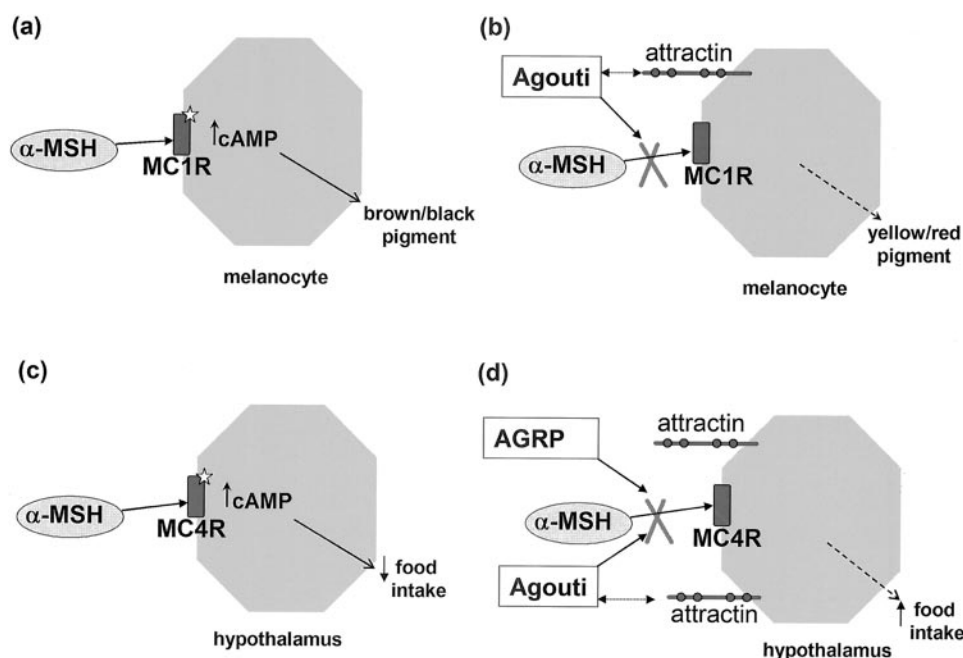 (a)
α-MSH
MC1R
↑cAMP
brown/black
pigment
melanocyte
(b)
attractin
Agouti
α-MSH
MC1R
yellow/red
pigment
melanocyte
(c)
α-MSH
MC4R
↑cAMP
↓ food
intake
hypothalamus
(d)
attractin
AGRP
α-MSH
MC4R
Agouti
attractin
↑ food
intake
hypothalamus